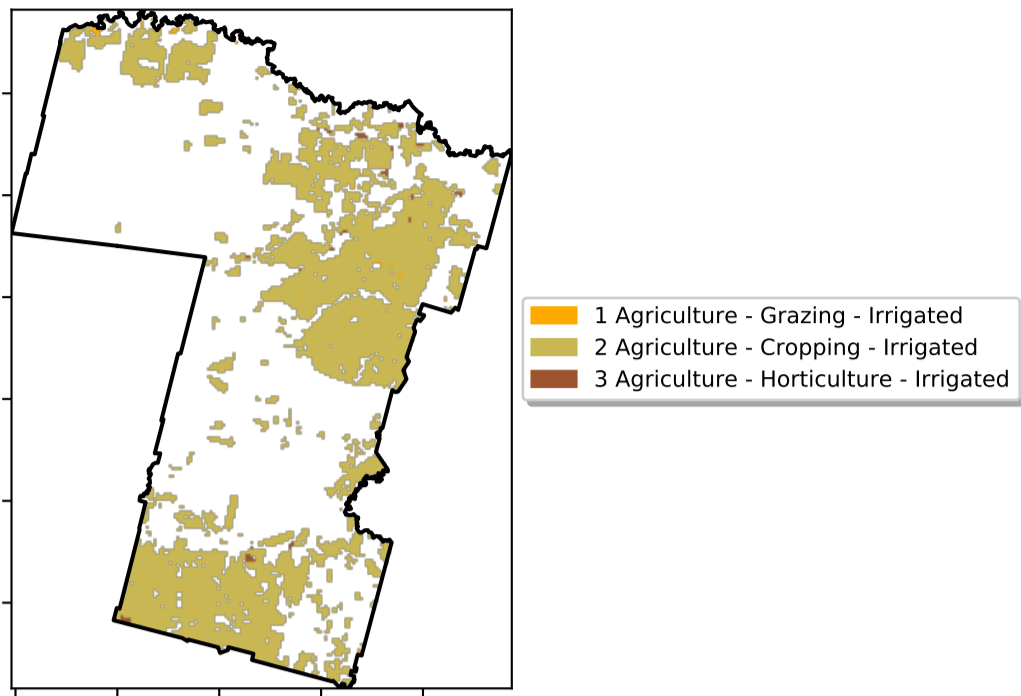 1 Agriculture - Grazing - Irrigated
2 Agriculture - Cropping - Irrigated
3 Agriculture - Horticulture - Irrigated